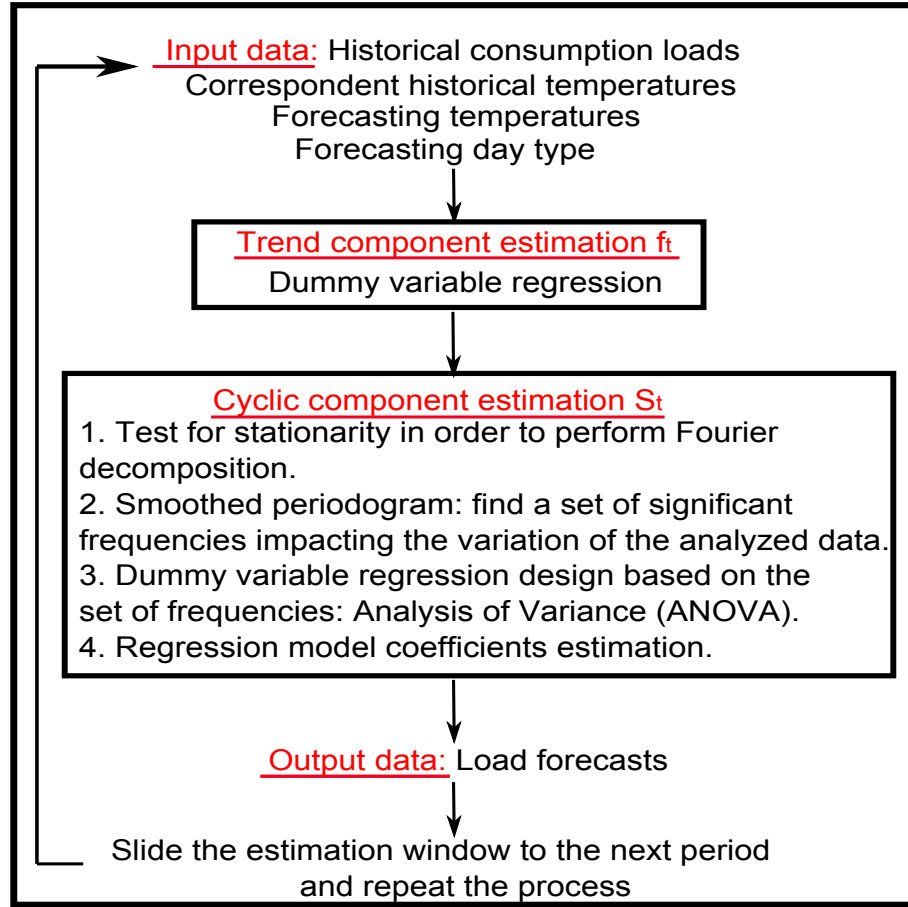 Input data: Historical consumption loads
Correspondent historical temperatures
Forecasting temperatures
Forecasting day type
Trend component estimation ft
Dummy variable regression
Cyclic component estimation St
1. Test for stationarity in order to perform Fourier
decomposition.
2. Smoothed periodogram: find a set of significant
frequencies impacting the variation of the analyzed data.
3. Dummy variable regression design based on the
set of frequencies: Analysis of Variance (ANOVA).
4. Regression model coefficients estimation.
Output data: Load forecasts
Slide the estimation window to the next period
and repeat the process